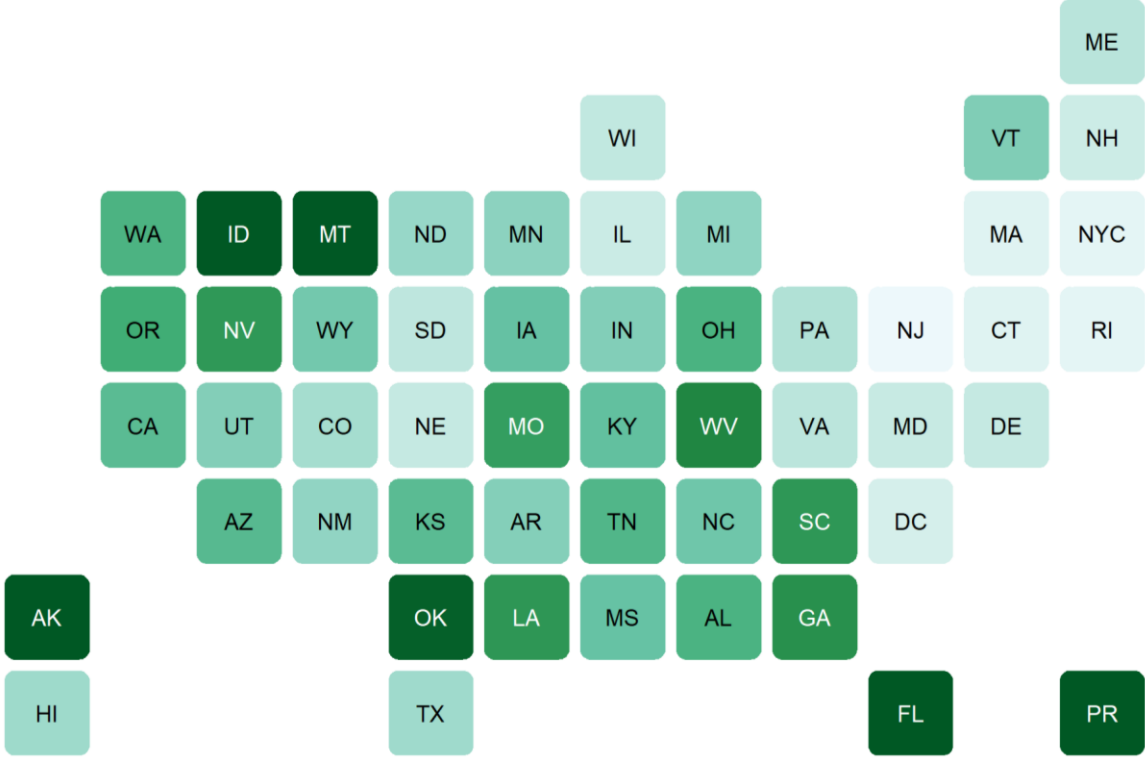 ME
WI VT NH
WA ID MT ND MN IL MI MA NYC
OR NV WY SD IA IN OH PA NJ CT RI
CA UT CO NE MO KY WV VA MD DE
AZ NM KS AR TN NC SC DC
AK OK LA MS AL GA
HI TX FL PR